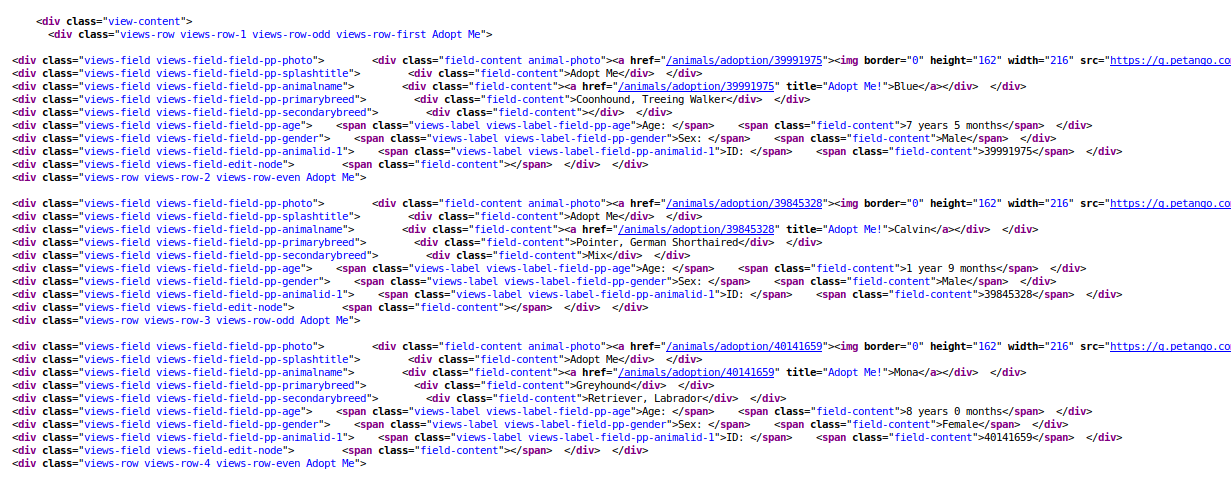 <div class="view-content">
<div class="views-row views-row-1 views-row-odd views-row-first Adopt Me">
<div class="views-field views-field-field-pp-photo">        <div class="field-content animal-photo"><a href="/animals/adoption/39991975"><img border="0" height="162" width="216" src="https://g.petango.co
<div class="views-field views-field-field-pp-splashtitle">        <div class="field-content">Adopt Me</div>  </div>
<div class="views-field views-field-field-pp-animalname">        <div class="field-content"><a href="/animals/adoption/39991975" title="Adopt Me!">Blue</a></div>  </div>
<div class="views-field views-field-field-pp-primarybreed">        <div class="field-content">Coonhound, Treeing Walker</div>  </div>
<div class="views-field views-field-field-pp-secondarybreed">        <div class="field-content"></div>  </div>
<div class="views-field views-field-field-pp-age">    <span class="views-label views-label-field-pp-age">Age: </span>    <span class="field-content">7 years 5 months</span>  </div>
<div class="views-field views-field-field-pp-gender">    <span class="views-label views-label-field-pp-gender">Sex: </span>    <span class="field-content">Male</span>  </div>
<div class="views-field views-field-field-pp-animalid-1">    <span class="views-label views-label-field-pp-animalid-1">ID: </span>    <span class="field-content">39991975</span>  </div>
<div class="views-field views-field-edit-node">        <span class="field-content"></span>  </div>  </div>
<div class="views-row views-row-2 views-row-even Adopt Me">
<div class="views-field views-field-field-pp-photo">        <div class="field-content animal-photo"><a href="/animals/adoption/39845328"><img border="0" height="162" width="216" src="https://g.petango.co
<div class="views-field views-field-field-pp-splashtitle">        <div class="field-content">Adopt Me</div>  </div>
<div class="views-field views-field-field-pp-animalname">        <div class="field-content"><a href="/animals/adoption/39845328" title="Adopt Me!">Calvin</a></div>  </div>
<div class="views-field views-field-field-pp-primarybreed">        <div class="field-content">Pointer, German Shorthaired</div>  </div>
<div class="views-field views-field-field-pp-secondarybreed">        <div class="field-content">Mix</div>  </div>
<div class="views-field views-field-field-pp-age">    <span class="views-label views-label-field-pp-age">Age: </span>    <span class="field-content">1 year 9 months</span>  </div>
<div class="views-field views-field-field-pp-gender">    <span class="views-label views-label-field-pp-gender">Sex: </span>    <span class="field-content">Male</span>  </div>
<div class="views-field views-field-field-pp-animalid-1">    <span class="views-label views-label-field-pp-animalid-1">ID: </span>    <span class="field-content">39845328</span>  </div>
<div class="views-field views-field-edit-node">        <span class="field-content"></span>  </div>  </div>
<div class="views-row views-row-3 views-row-odd Adopt Me">
<div class="views-field views-field-field-pp-photo">        <div class="field-content animal-photo"><a href="/animals/adoption/40141659"><img border="0" height="162" width="216" src="https://g.petango.co
<div class="views-field views-field-field-pp-splashtitle">        <div class="field-content">Adopt Me</div>  </div>
<div class="views-field views-field-field-pp-animalname">        <div class="field-content"><a href="/animals/adoption/40141659" title="Adopt Me!">Mona</a></div>  </div>
<div class="views-field views-field-field-pp-primarybreed">        <div class="field-content">Greyhound</div>  </div>
<div class="views-field views-field-field-pp-secondarybreed">        <div class="field-content">Retriever, Labrador</div>  </div>
<div class="views-field views-field-field-pp-age">    <span class="views-label views-label-field-pp-age">Age: </span>    <span class="field-content">8 years 0 months</span>  </div>
<div class="views-field views-field-field-pp-gender">    <span class="views-label views-label-field-pp-gender">Sex: </span>    <span class="field-content">Female</span>  </div>
<div class="views-field views-field-field-pp-animalid-1">    <span class="views-label views-label-field-pp-animalid-1">ID: </span>    <span class="field-content">40141659</span>  </div>
<div class="views-field views-field-edit-node">        <span class="field-content"></span>  </div>  </div>
<div class="views-row views-row-4 views-row-even Adopt Me">